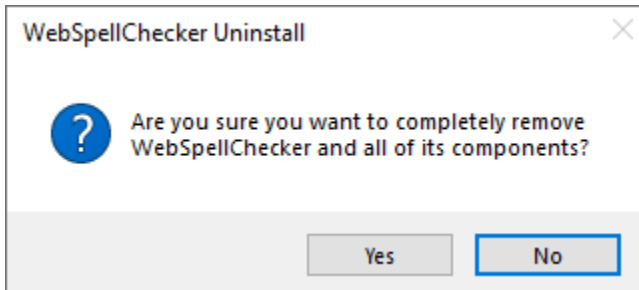 WebSpellChecker Uninstall
?
Are you sure you want to completely remove
WebSpellChecker and all of its components?
Yes
No